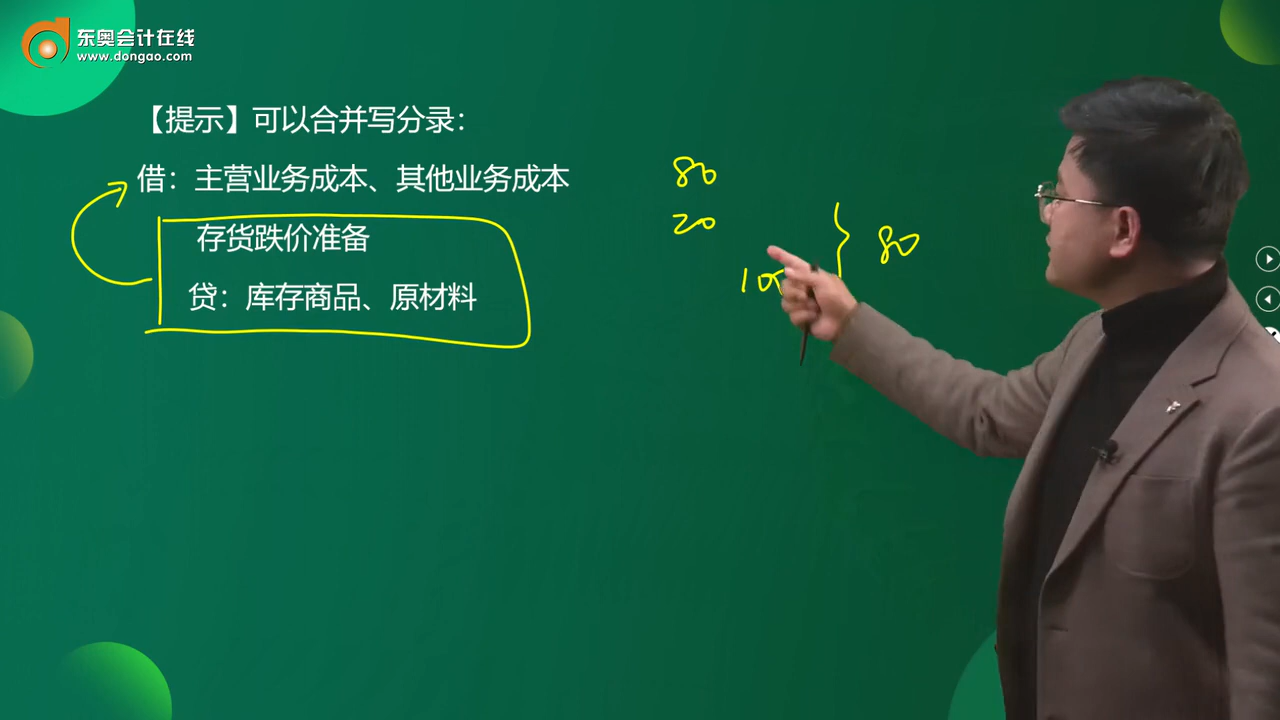 东奥会计在线
www.dongao.com
【提示】可以合并写分录：
借：主营业务成本、其他业务成本 80
存货跌价准备 20
贷：库存商品、原材料
80